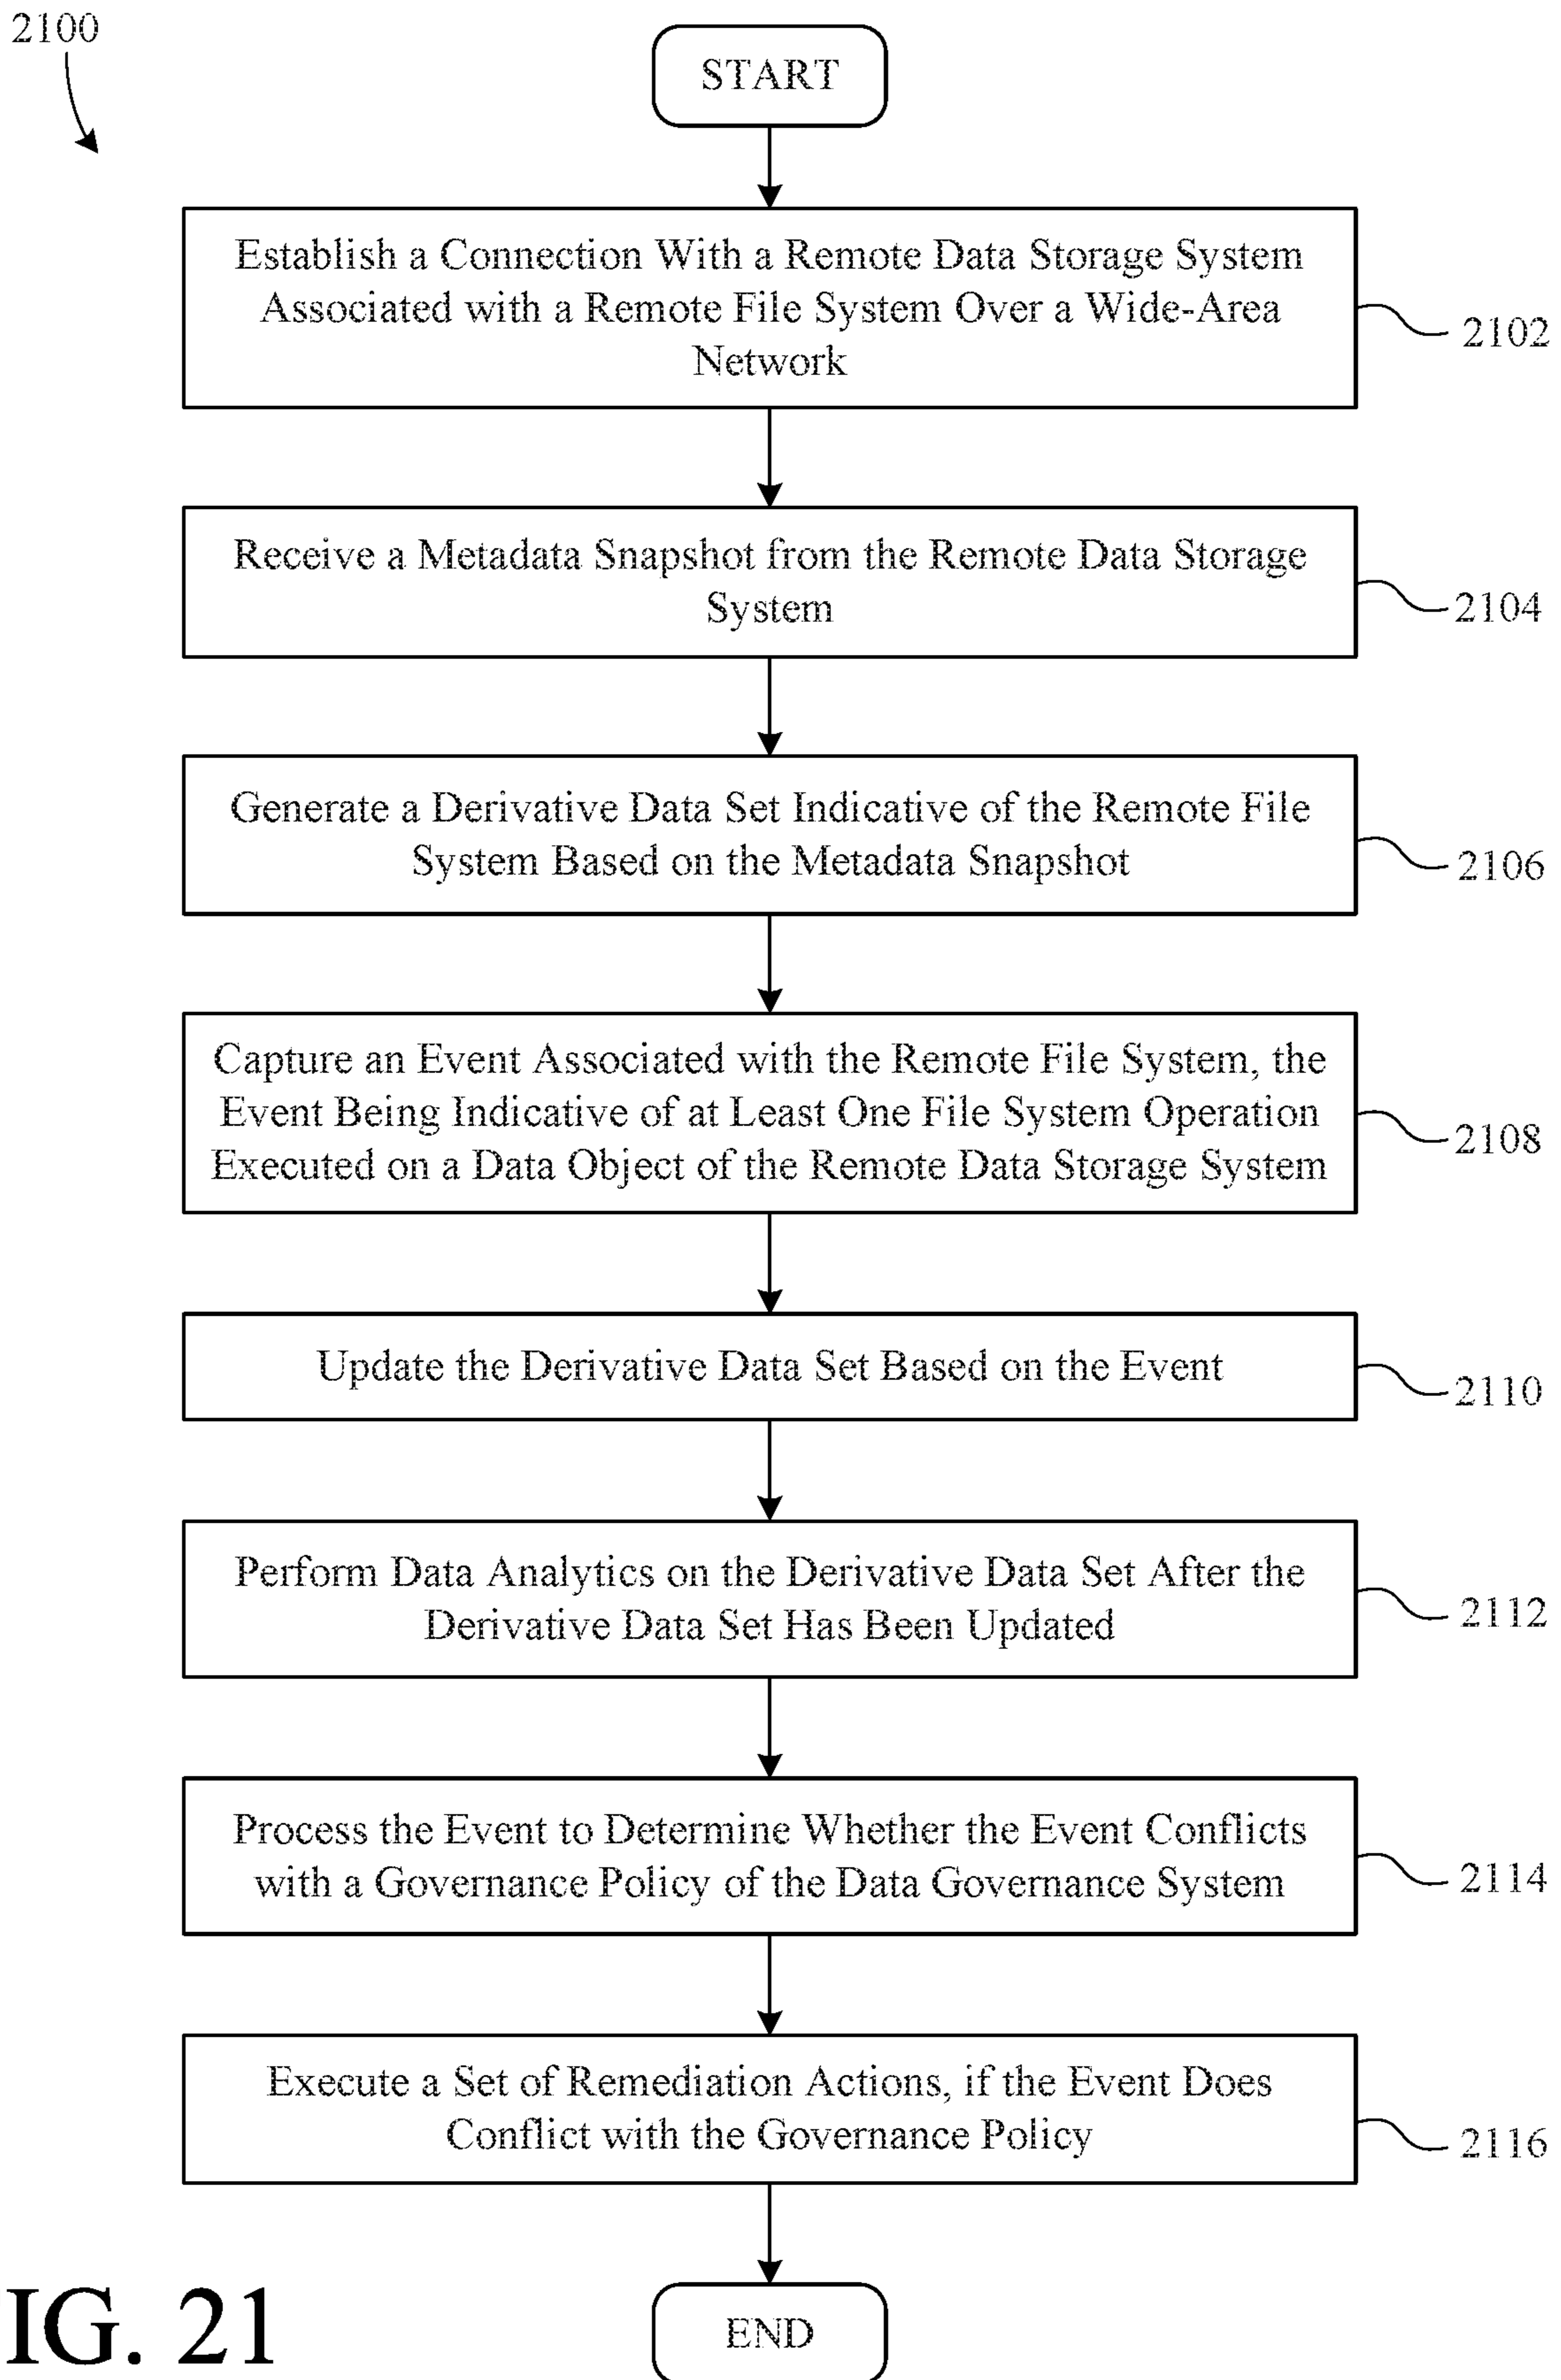 2100
START
Establish a Connection With a Remote Data Storage System
Associated with a Remote File System Over a Wide-Area
Network
2102
Receive a Metadata Snapshot from the Remote Data Storage
System
2104
Generate a Derivative Data Set Indicative of the Remote File
System Based on the Metadata Snapshot
2106
Capture an Event Associated with the Remote File System, the
Event Being Indicative of at Least One File System Operation
Executed on a Data Object of the Remote Data Storage System
2108
Update the Derivative Data Set Based on the Event
2110
Perform Data Analytics on the Derivative Data Set After the
Derivative Data Set Has Been Updated
2112
Process the Event to Determine Whether the Event Conflicts
with a Governance Policy of the Data Governance System
2114
Execute a Set of Remediation Actions, if the Event Does
Conflict with the Governance Policy
2116
END
IG. 21